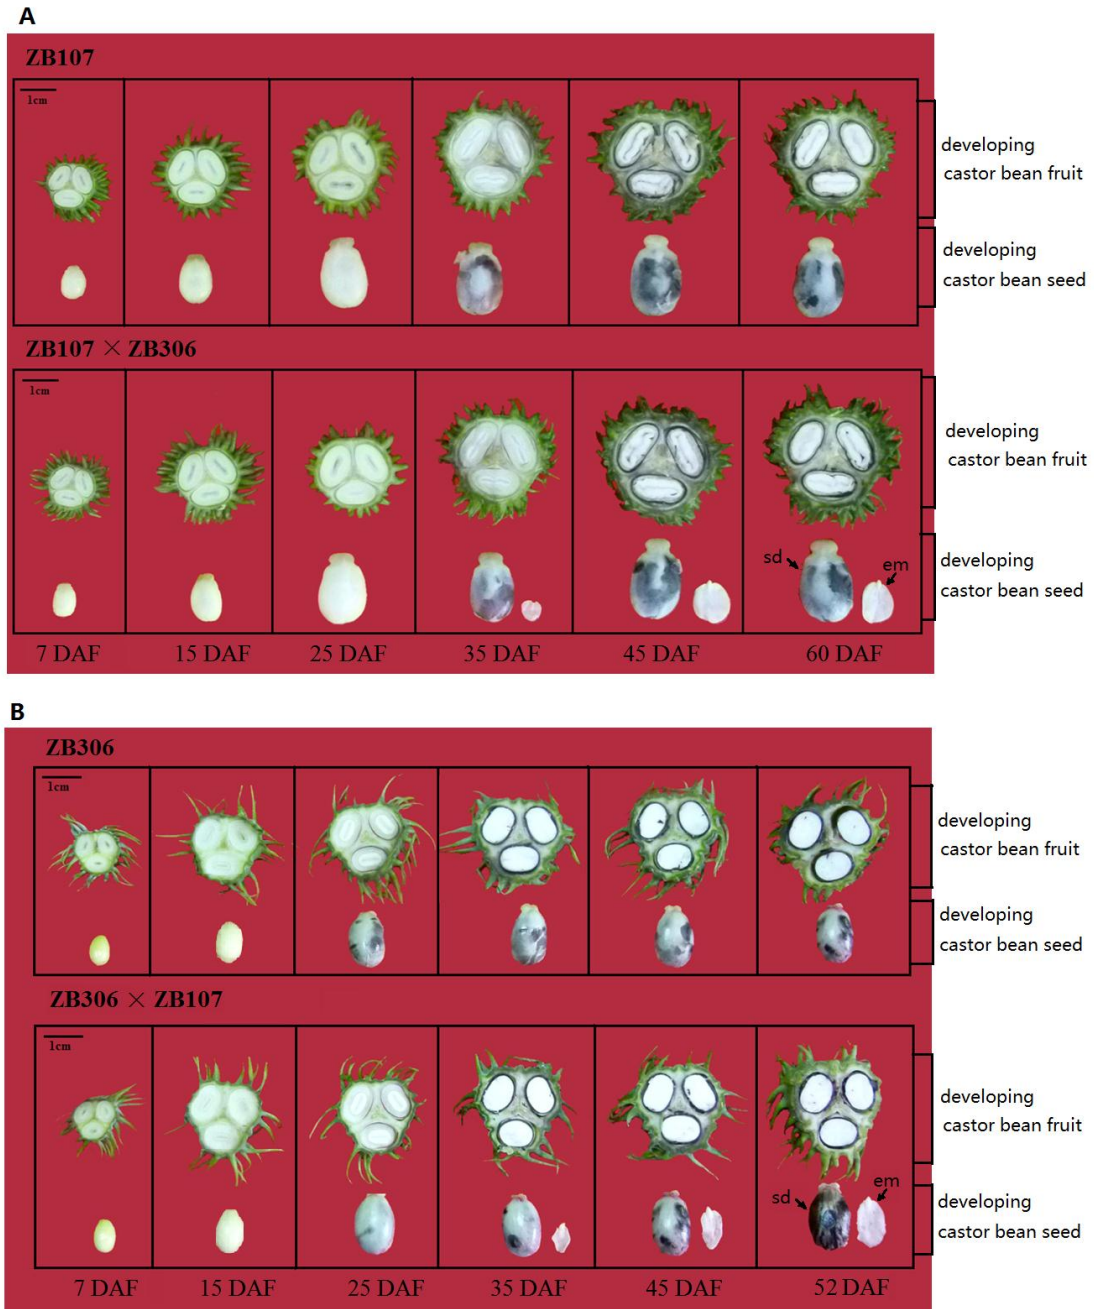 A
ZB107
1cm
developing
castor bean fruit
developing
castor bean seed
ZB107 × ZB306
1cm
developing
castor bean fruit
sd
em
developing
castor bean seed
7 DAF 15 DAF 25 DAF 35 DAF 45 DAF 60 DAF
B
ZB306
1cm
developing
castor bean fruit
developing
castor bean seed
ZB306 × ZB107
1cm
developing
castor bean fruit
sd
em
developing
castor bean seed
7 DAF 15 DAF 25 DAF 35 DAF 45 DAF 52 DAF